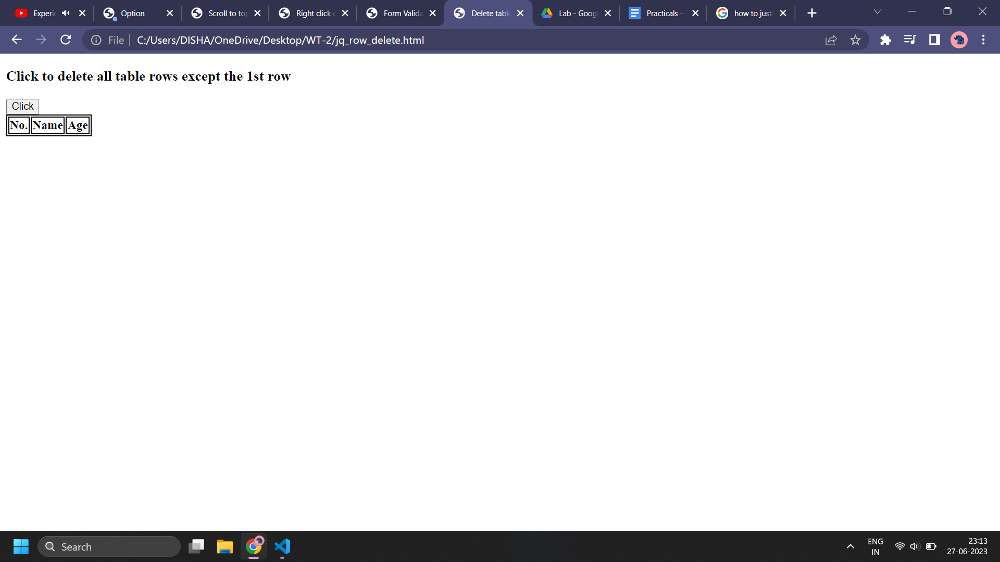 Experi
Option
Scroll to to
Right click
Form Valida
Delete tabl
Lab - Goog
Practicals -
how to just
File
C:/Users/DISHA/OneDrive/Desktop/WT-2/jq_row_delete.html
Click to delete all table rows except the 1st row
Click
No. Name Age
Search
ENG
IN
23:13
27-06-2023